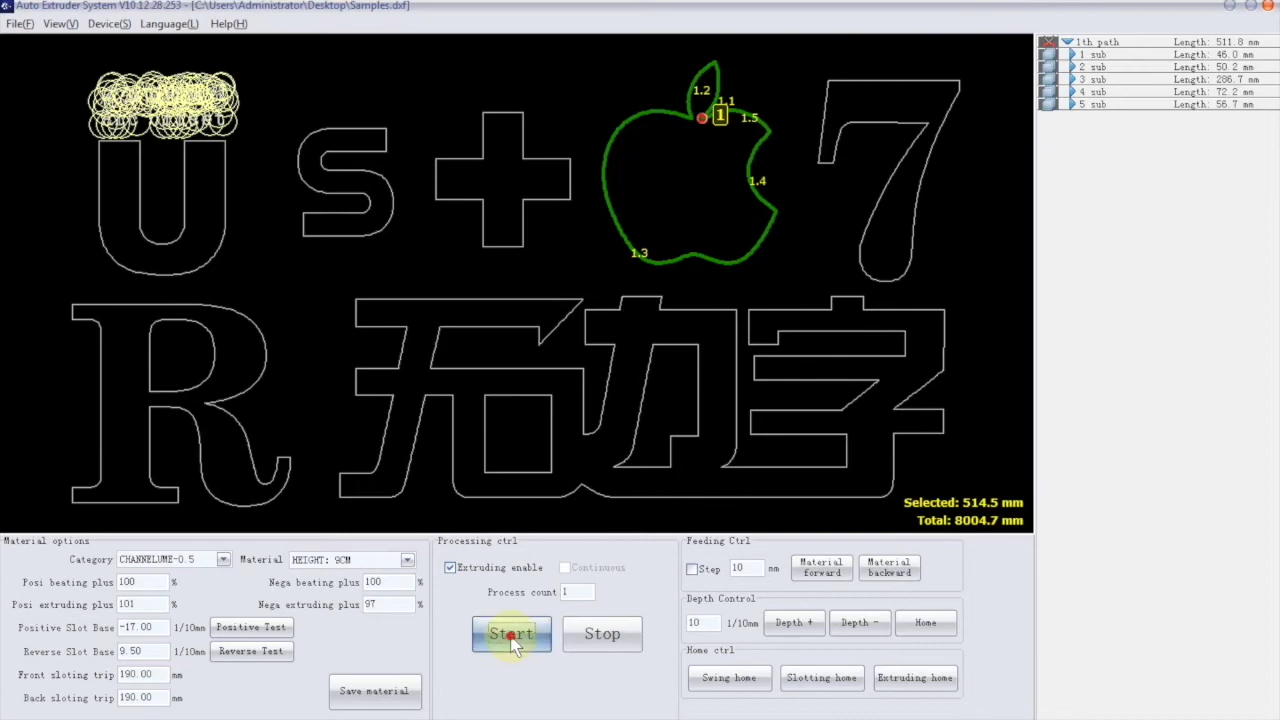 Auto Extruder System V10.12.28.253 - [C:\Users\Administrator\Desktop\Samples.dxf]
File(F) View(V) Device(S) Language(L) Help(H)
1th path Length: 511.8 mm
1 sub Length: 46.0 mm
2 sub Length: 50.2 mm
3 sub Length: 286.7 mm
4 sub Length: 72.2 mm
5 sub Length: 56.7 mm
U s + 7
1.2
1.1
1
1.5
1.4
1.3
R 无动字
Selected: 514.5 mm
Total: 8004.7 mm
Material options
Category CHANNELUME-0.5 Material HEIGHT: 9CM
Posi beating plus 100 % Nega beating plus 100 %
Posi extruding plus 101 % Nega extruding plus 97 %
Positive Slot Base -17.00 1/10mm Positive Test
Reverse Slot Base 9.50 1/10mm Reverse Test
Front sloting trip 190.00 mm
Back sloting trip 190.00 mm
Save material
Processing ctrl
Extruding enable Continuous
Process count 1
Start Stop
Feeding Ctrl
Step 10 mm Material forward Material backward
Depth Control
10 1/10mm Depth + Depth - Home
Home ctrl
Swing home Slotting home Extruding home